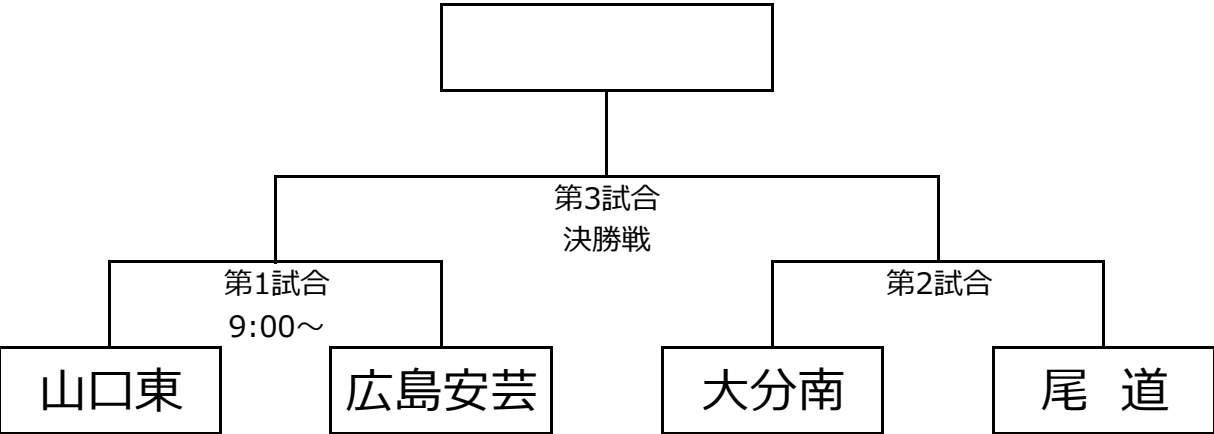 第3試合
決勝戦
第1試合
9:00～
第2試合
山口東
広島安芸
大分南
尾　道